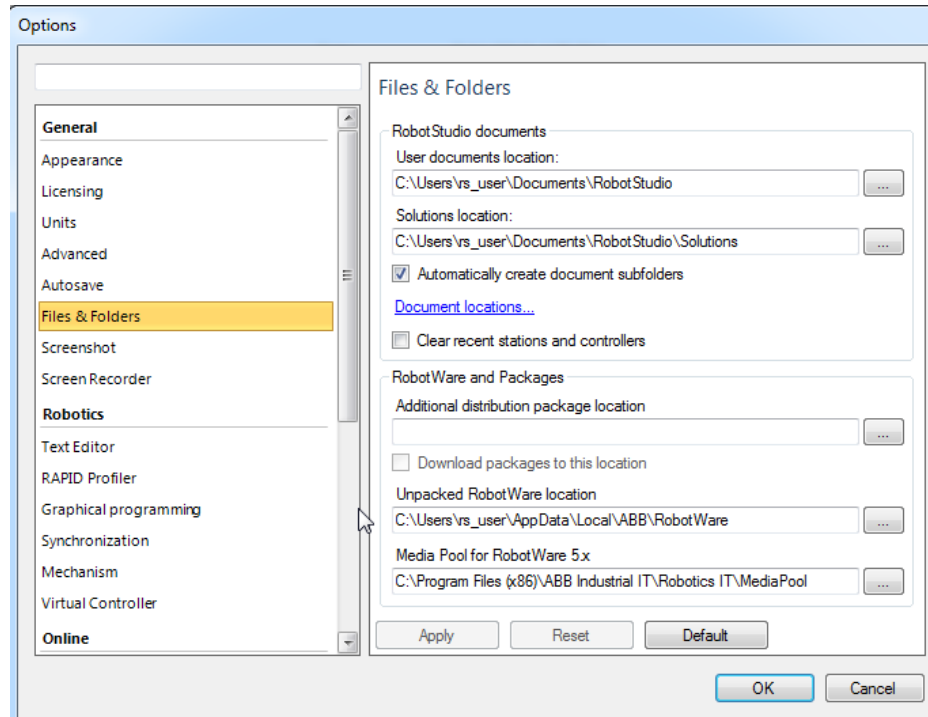 Options
General
Appearance
Licensing
Units
Advanced
Autosave
Files & Folders
Screenshot
Screen Recorder
Robotics
Text Editor
RAPID Profiler
Graphical programming
Synchronization
Mechanism
Virtual Controller
Online
Files & Folders
RobotStudio documents
User documents location:
C:\Users\rs_user\Documents\RobotStudio
...
Solutions location:
C:\Users\rs_user\Documents\RobotStudio\Solutions
...
Automatically create document subfolders
Document locations...
Clear recent stations and controllers
RobotWare and Packages
Additional distribution package location
...
Download packages to this location
Unpacked RobotWare location
C:\Users\rs_user\AppData\Local\ABB\RobotWare
...
Media Pool for RobotWare 5.x
C:\Program Files (x86)\ABB Industrial IT\Robotics IT\MediaPool
...
Apply Reset Default
OK Cancel